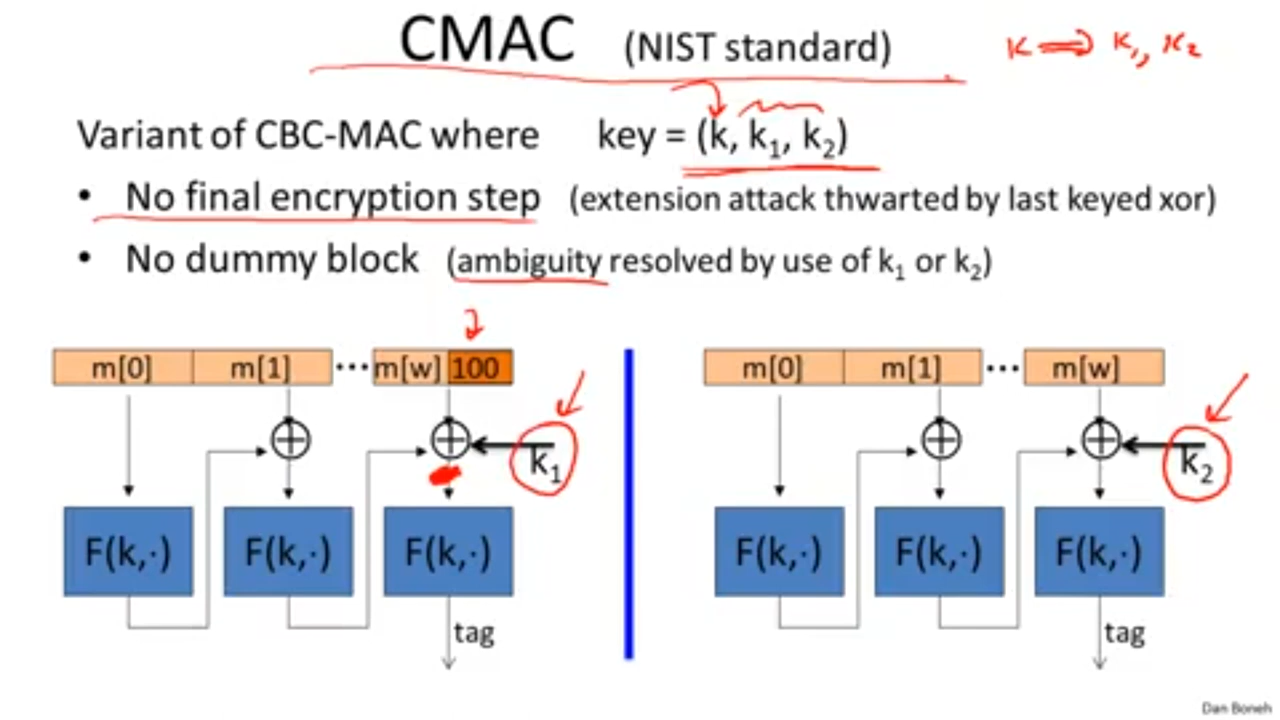 CMAC (NIST standard) K ⟹ K₁, K₂
Variant of CBC-MAC where key = (k, k₁, k₂)
• No final encryption step (extension attack thwarted by last keyed xor)
• No dummy block (ambiguity resolved by use of k₁ or k₂)
m[0] m[1] ••• m[w] 100
k₁
F(k,·) F(k,·) F(k,·)
tag
m[0] m[1] ••• m[w]
k₂
F(k,·) F(k,·) F(k,·)
tag
Dan Boneh